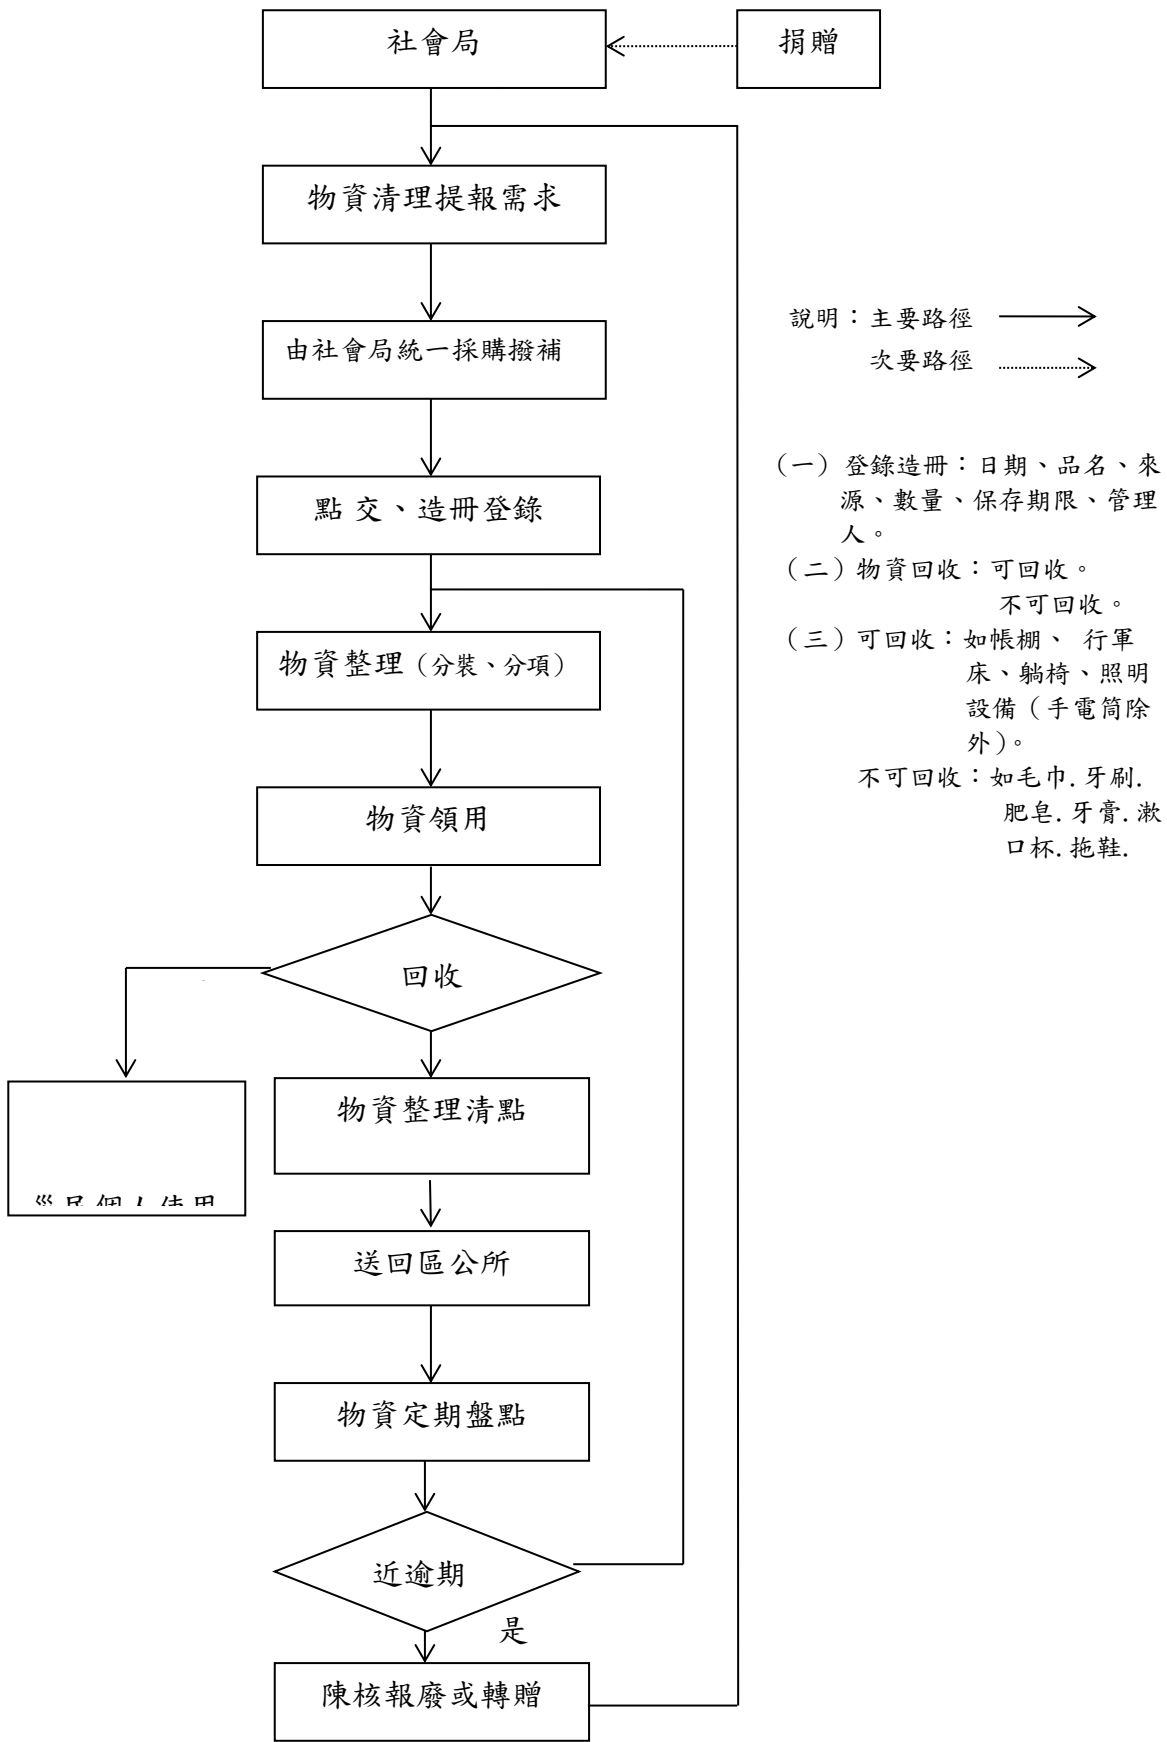 社會局
捐贈
物資清理提報需求
由社會局統一採購撥補
說明：主要路徑
次要路徑
點 交、造冊登錄
（一）登錄造冊：日期、品名、來
源、數量、保存期限、管理
人。
（二）物資回收：可回收。
不可回收。
（三）可回收：如帳棚、 行軍
床、躺椅、照明
設備（手電筒除
外）。
不可回收：如毛巾.牙刷.
肥皂.牙膏.漱
口杯.拖鞋.
物資整理（分裝、分項）
物資領用
回收
物資整理清點
災民個人使用
送回區公所
物資定期盤點
近逾期
是
陳核報廢或轉贈